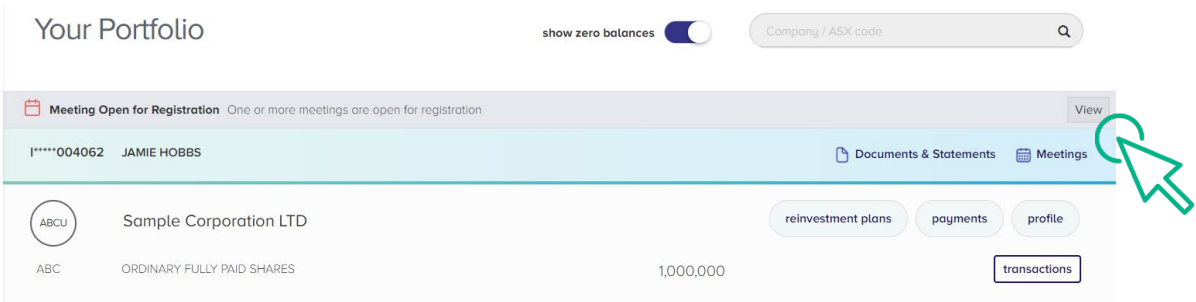 Your Portfolio show zero balances Company / ASX code
Meeting Open for Registration One or more meetings are open for registration View
I*****004062 JAMIE HOBBS Documents & Statements Meetings
ABCU Sample Corporation LTD reinvestment plans payments profile
ABC ORDINARY FULLY PAID SHARES 1,000,000 transactions